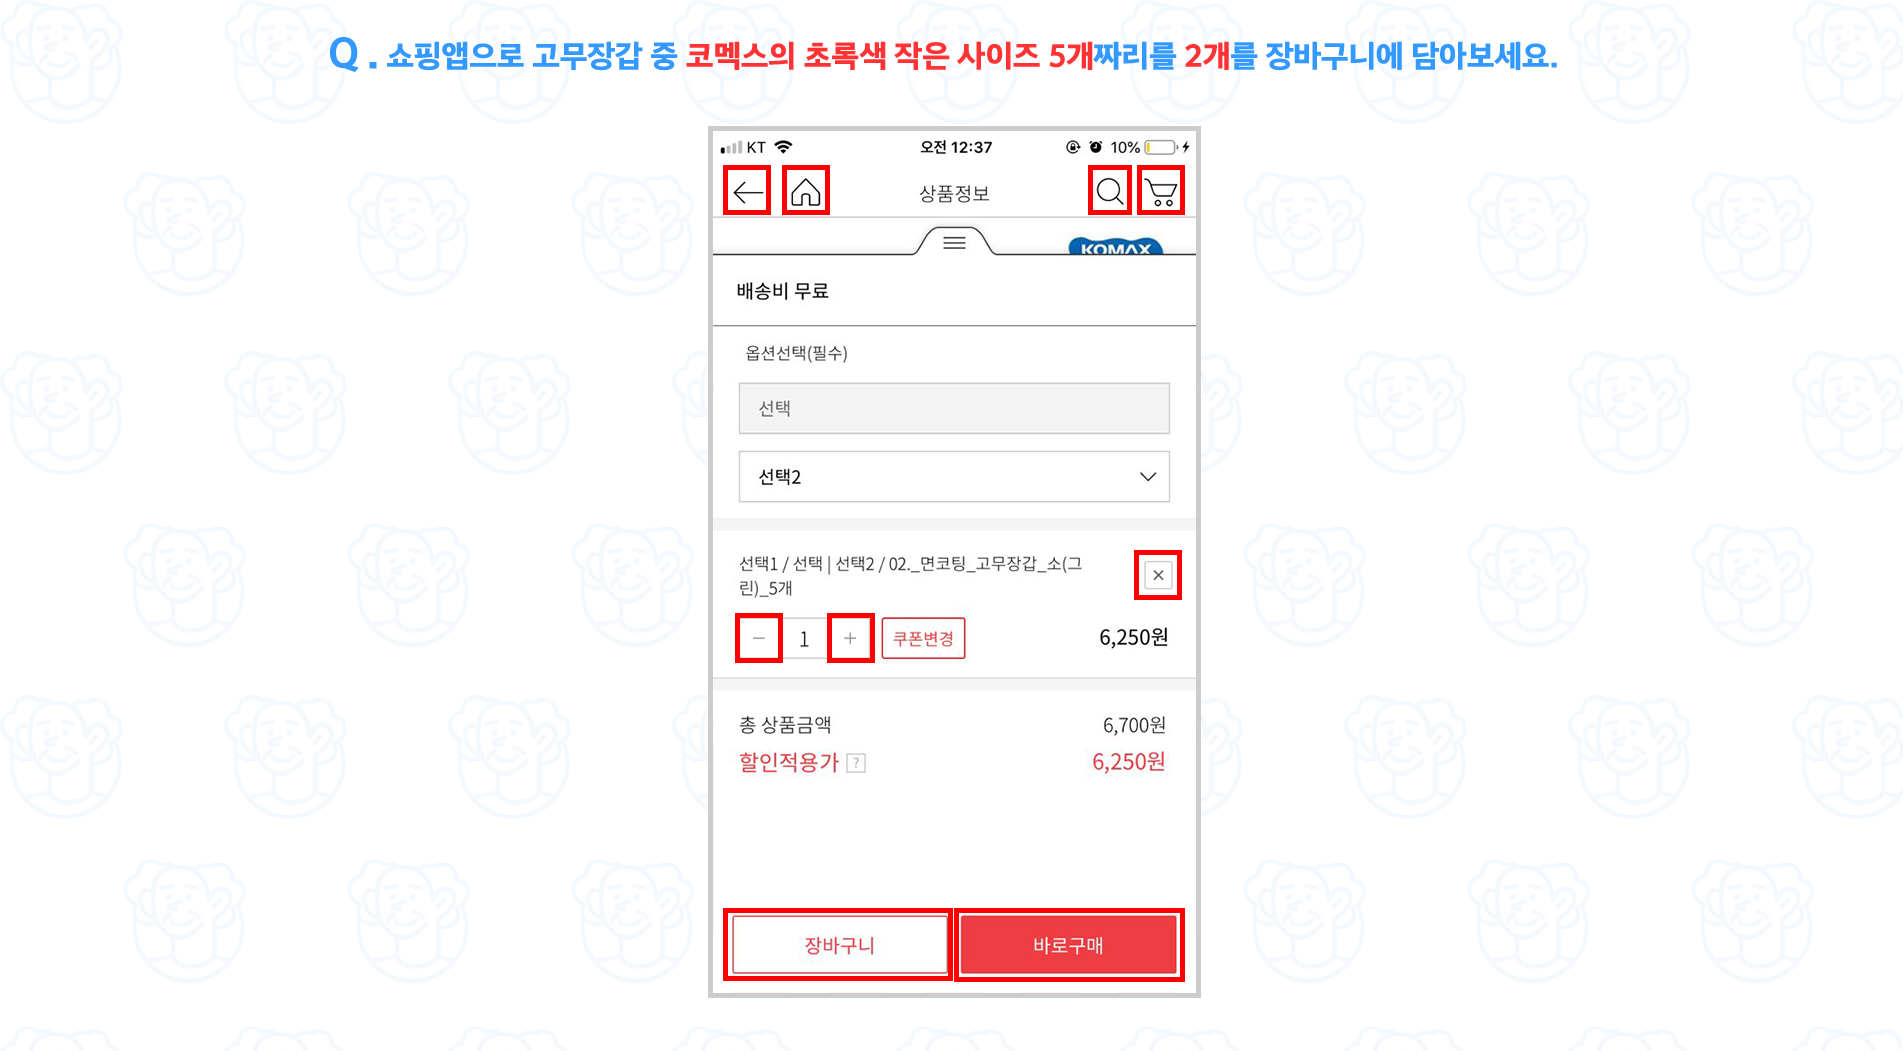 Q . 쇼핑앱으로 고무장갑 중 코멕스의 초록색 작은 사이즈 5개짜리를 2개를 장바구니에 담아보세요.
KT 오전 12:37 10%
상품정보
KOMAX
배송비 무료
옵션선택(필수)
선택
선택2
선택1 / 선택 | 선택2 / 02._면코팅_고무장갑_소(그
린)_5개
− 1 + 쿠폰변경 6,250원
총 상품금액 6,700원
할인적용가 ? 6,250원
장바구니 바로구매